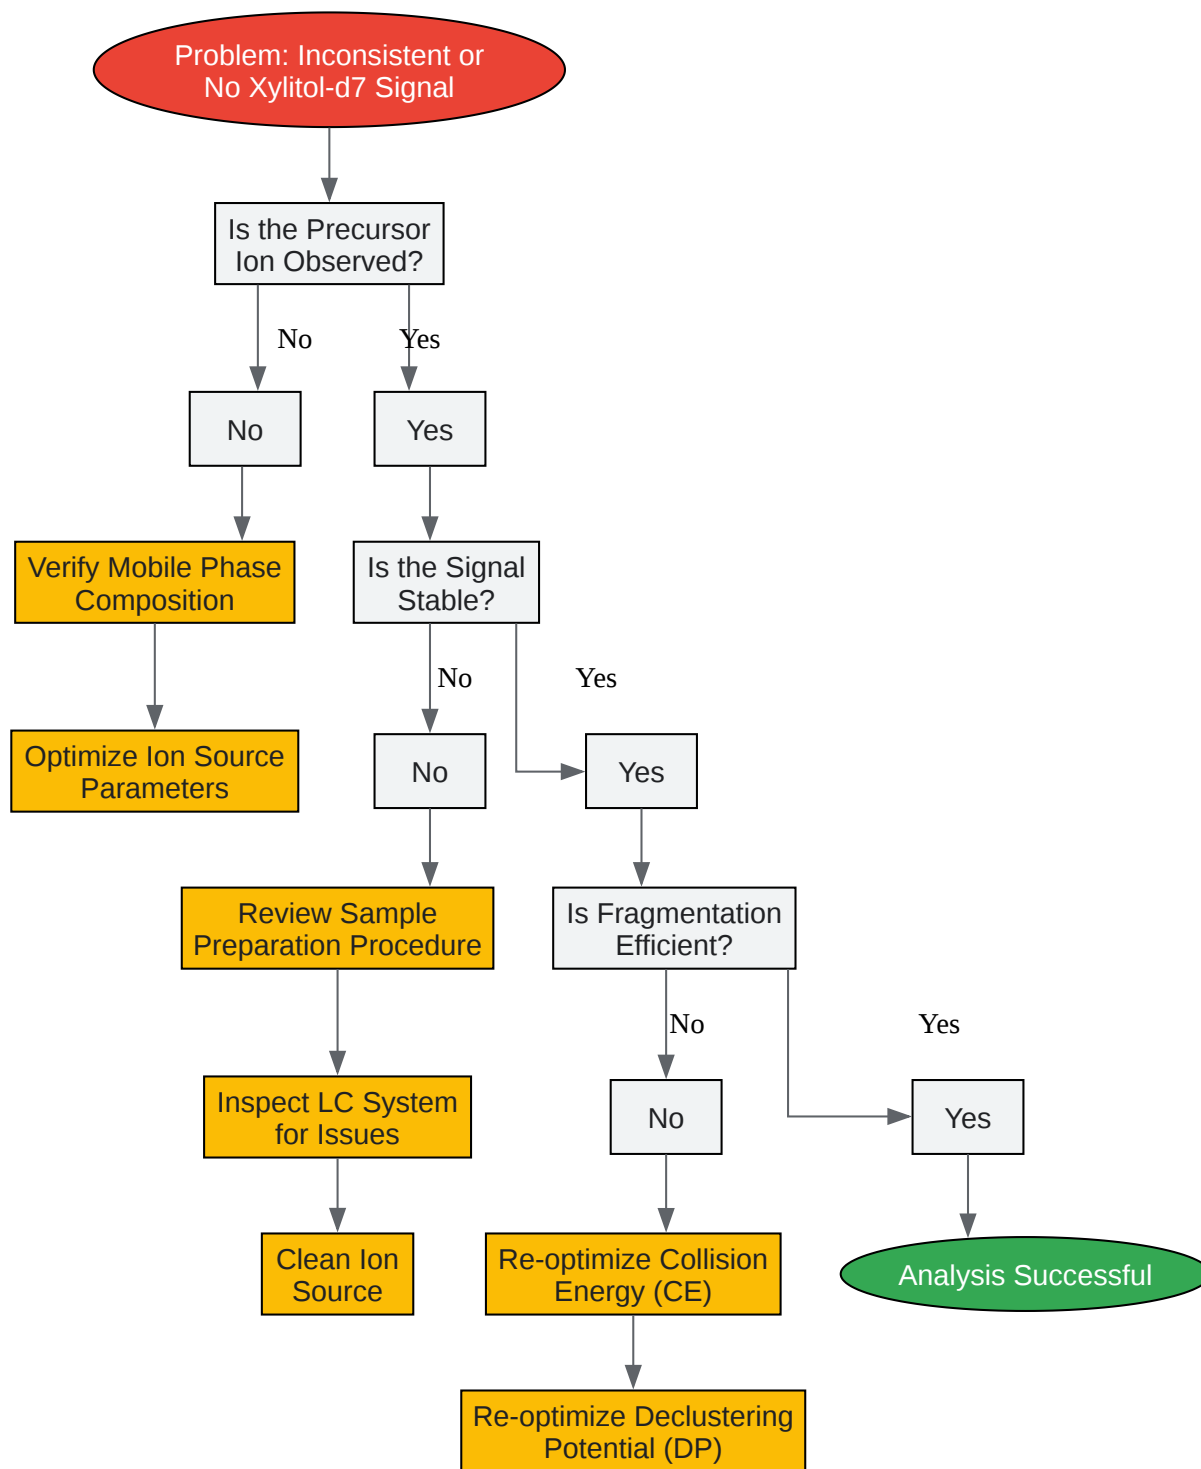 Problem: Inconsistent or
No Xylitol-d7 Signal
Is the Precursor
Ion Observed?
No
Yes
No
Yes
Verify Mobile Phase
Composition
Is the Signal
Stable?
No
Yes
Optimize Ion Source
Parameters
No
Yes
Review Sample
Preparation Procedure
Is Fragmentation
Efficient?
No
Yes
Inspect LC System
for Issues
No
Yes
Clean Ion
Source
Re-optimize Collision
Energy (CE)
Analysis Successful
Re-optimize Declustering
Potential (DP)